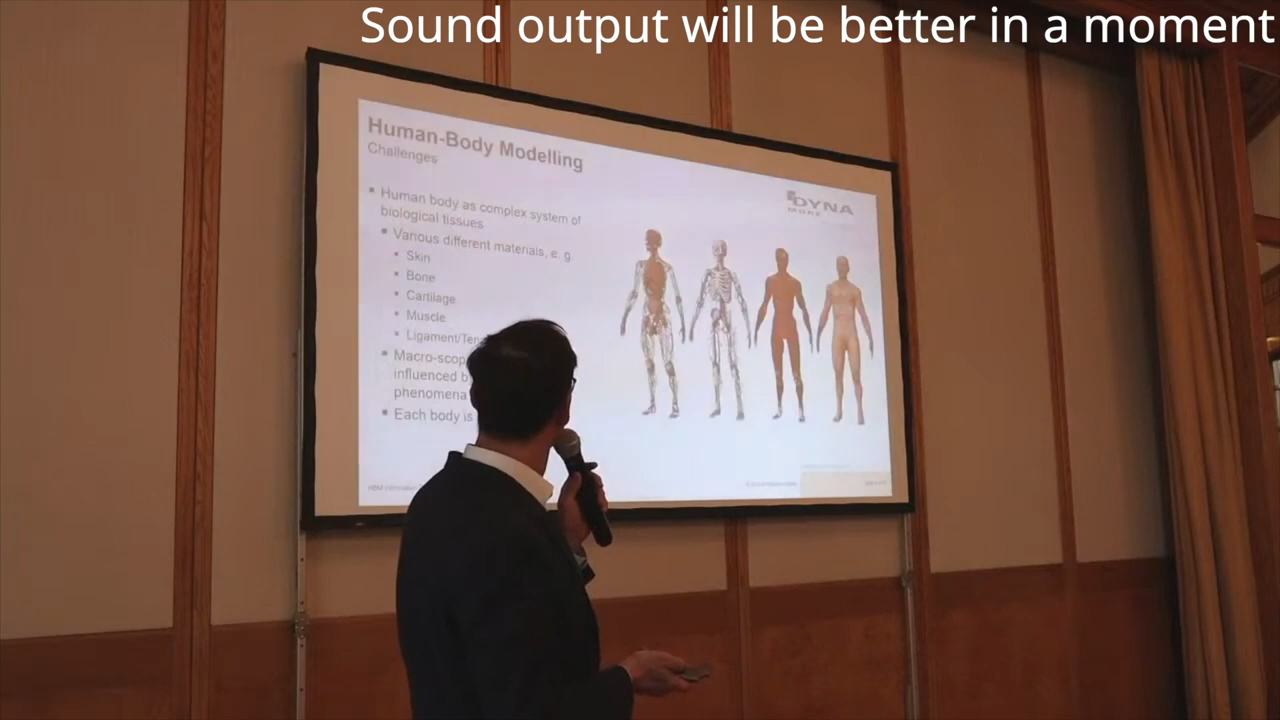 Sound output will be better in a moment
Human-Body Modelling
Challenges
DYNA
MORE
▪ Human body as complex system of
biological tissues
▪ Various different materials, e. g.
▪ Skin
▪ Bone
▪ Cartilage
▪ Muscle
▪ Ligament/
▪ Macro-scop
influenced b
phenomena
▪ Each body is